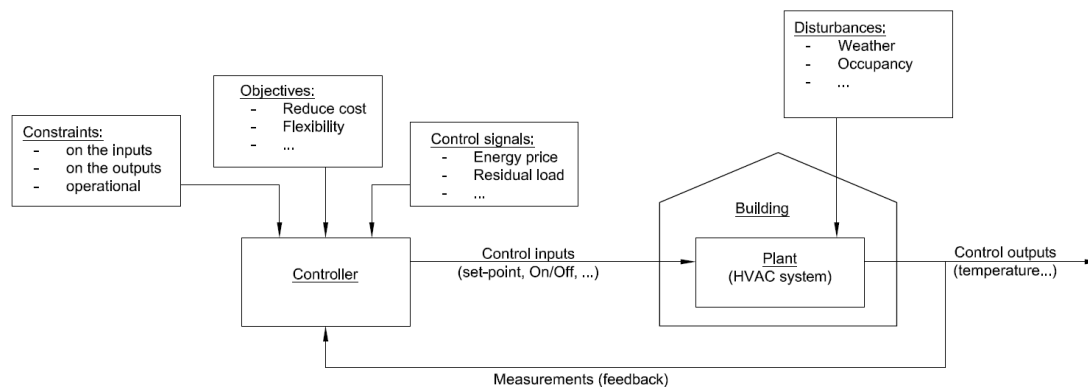 Disturbances:
- Weather
- Occupancy
- ...
Objectives:
- Reduce cost
- Flexibility
- ...
Constraints:
- on the inputs
- on the outputs
- operational
Control signals:
- Energy price
- Residual load
- ...
Building
Controller
Control inputs
(set-point, On/Off, ...)
Plant
(HVAC system)
Control outputs
(temperature...)
Measurements (feedback)